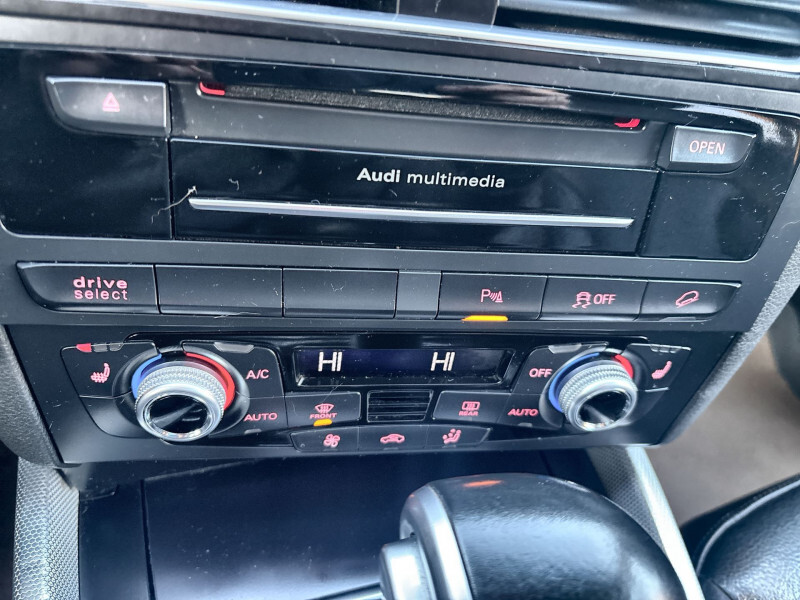 OPEN
Audi multimedia
drive
select
P
OFF
HI HI
A/C
OFF
AUTO
FRONT
REAR
AUTO